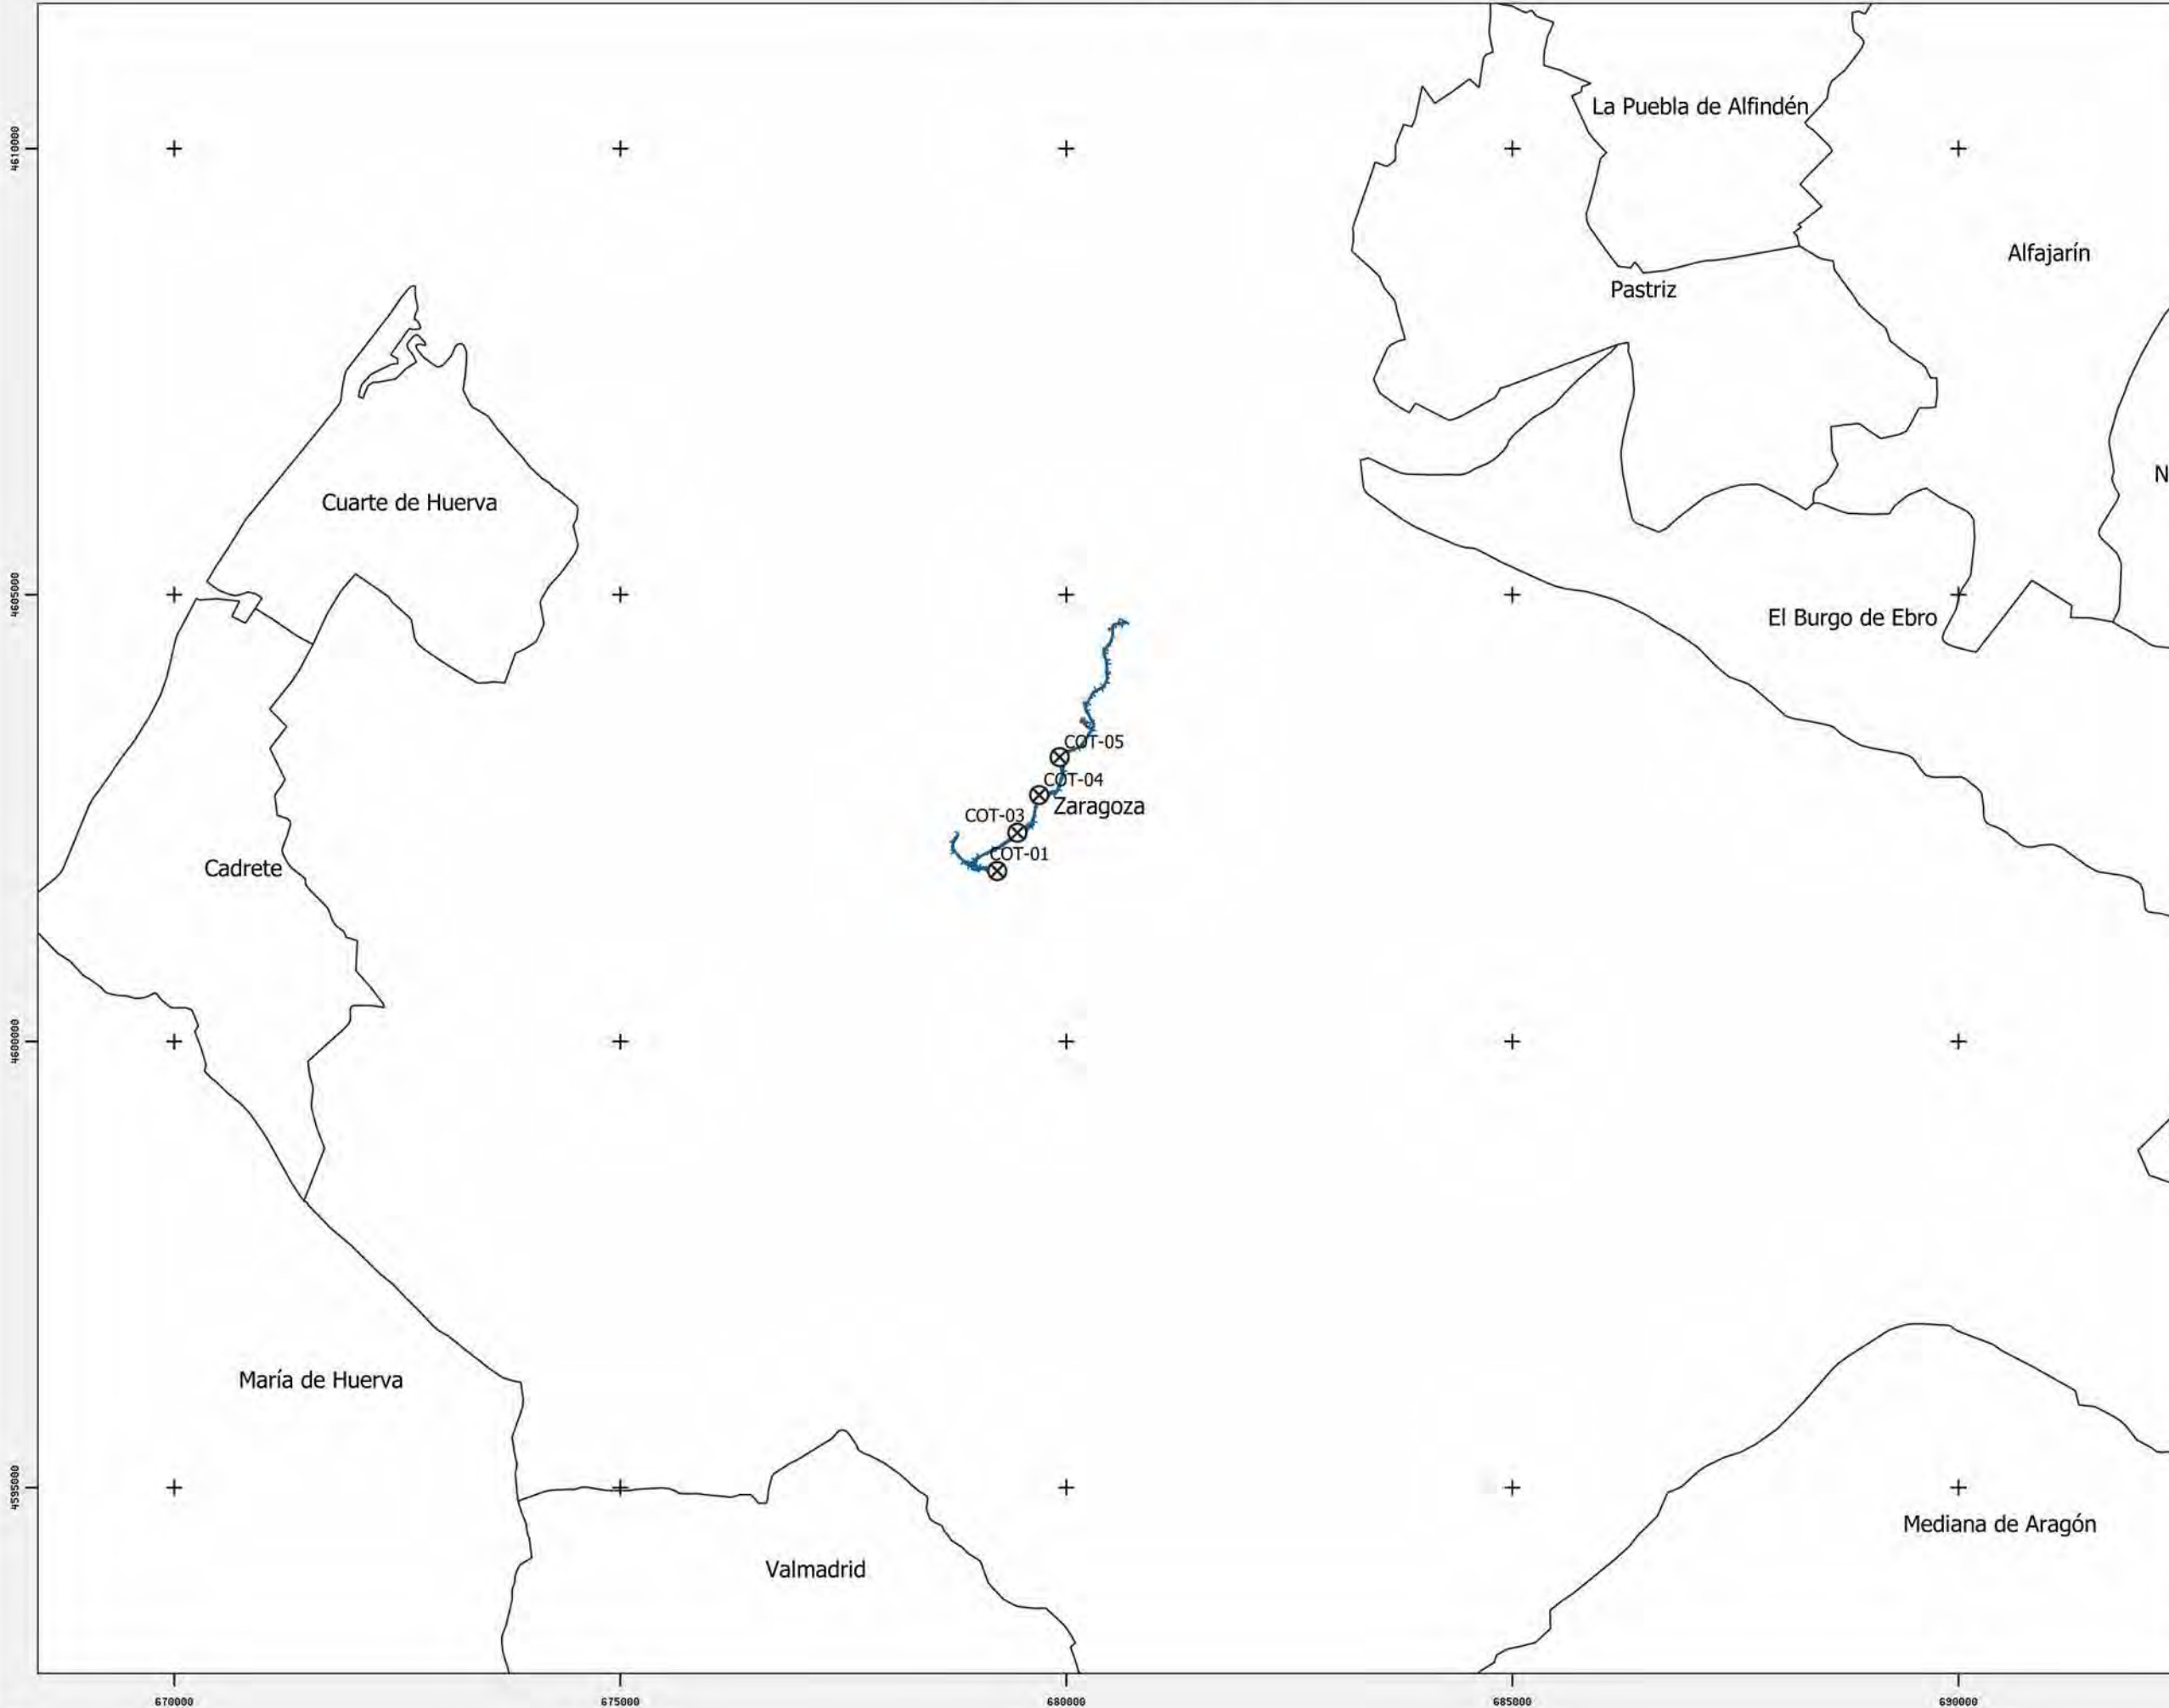 La Puebla de Alfindén
4610000
Alfajarín
Pastriz
N
Cuarte de Huerva
4605000
El Burgo de Ebro
COT-05
COT-04
Zaragoza
COT-03
COT-01
Cadrete
4600000
María de Huerva
4595000
Mediana de Aragón
Valmadrid
670000
675000
680000
685000
690000